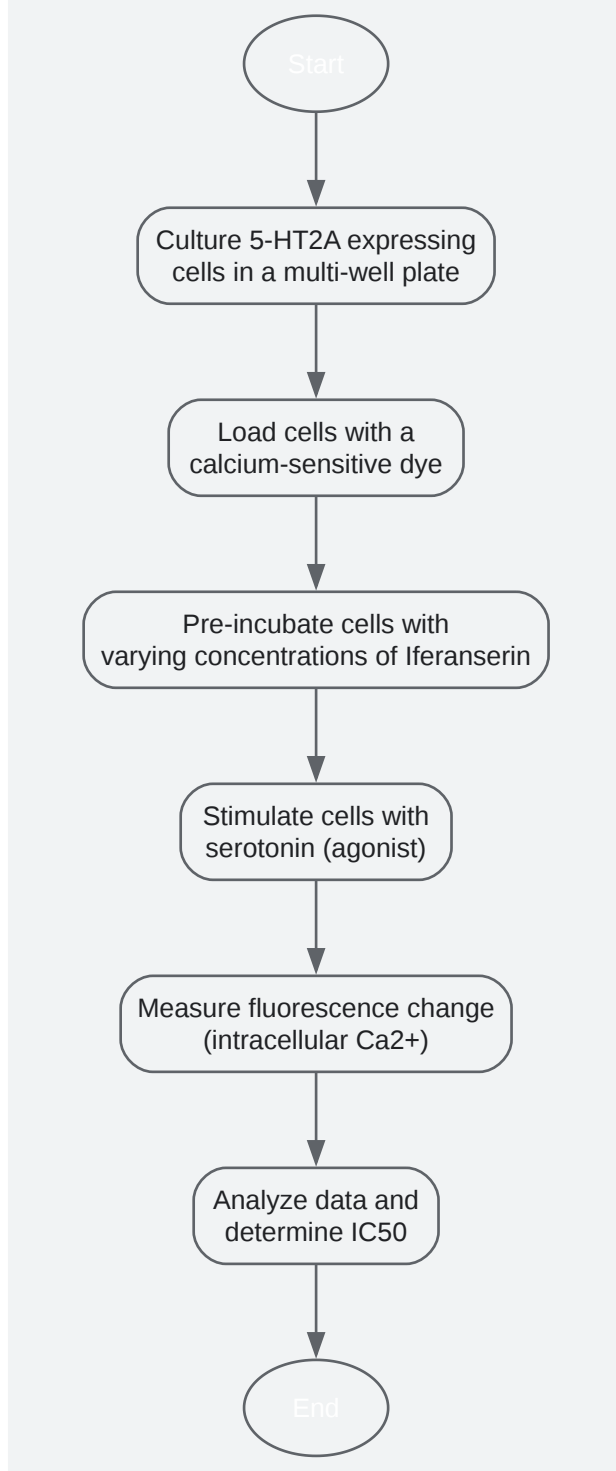 Start
Culture 5-HT2A expressing
cells in a multi-well plate
Load cells with a
calcium-sensitive dye
Pre-incubate cells with
varying concentrations of Iferanserin
Stimulate cells with
serotonin (agonist)
Measure fluorescence change
(intracellular Ca2+)
Analyze data and
determine IC50
End